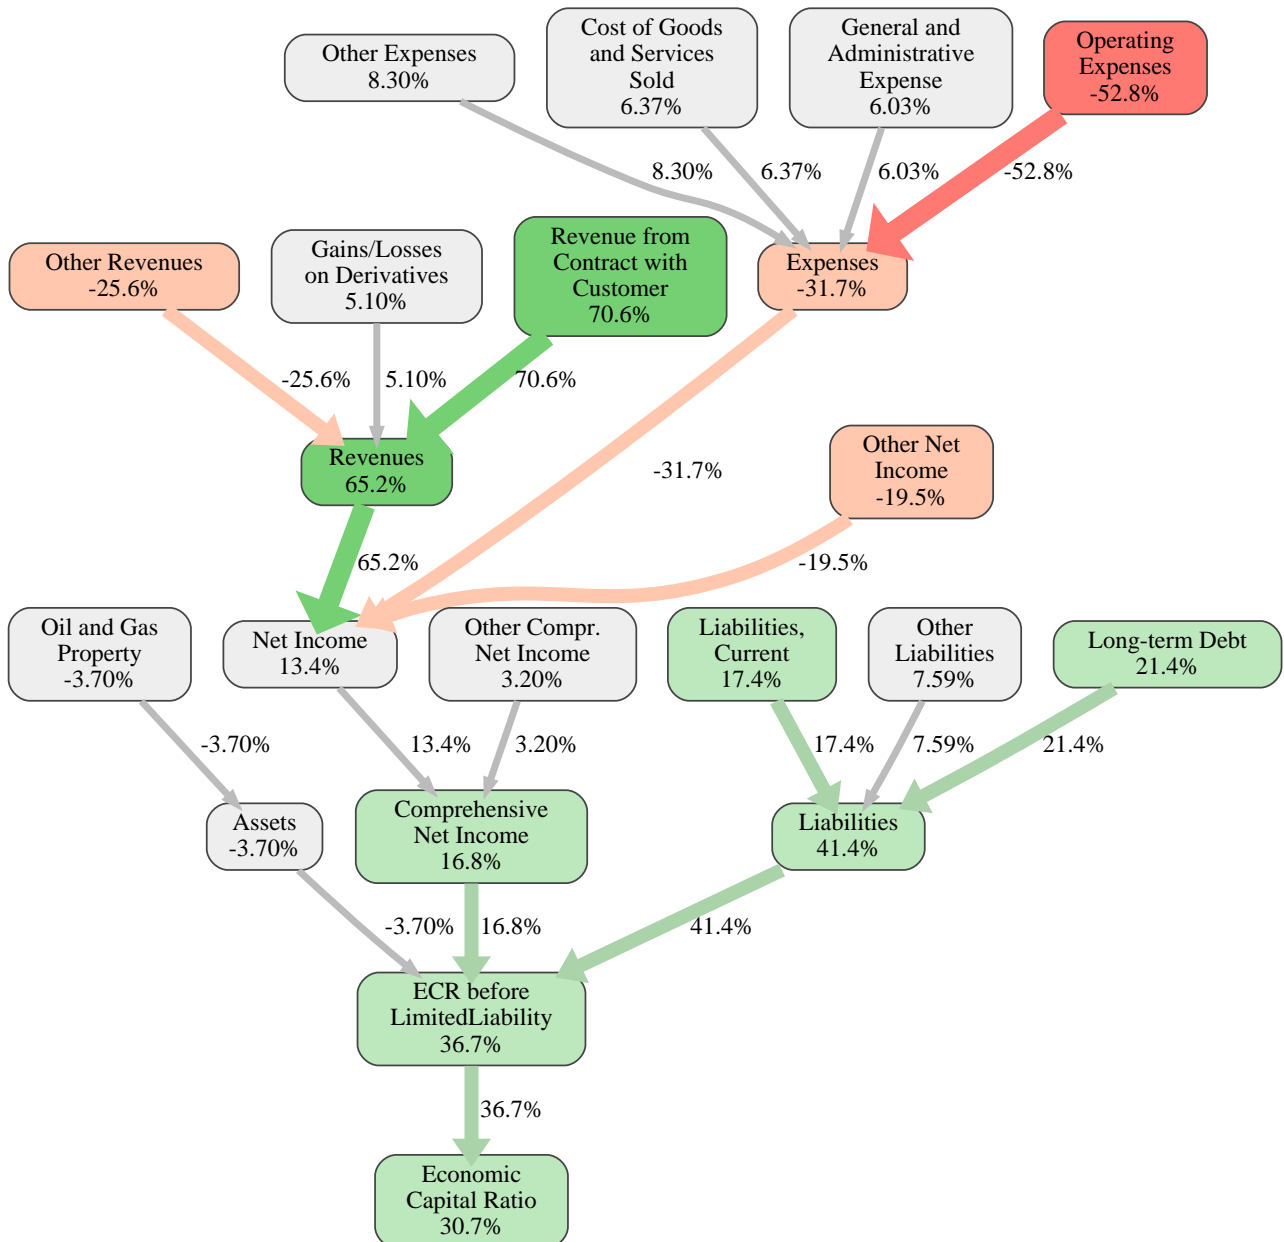 Other Expenses
8.30%
Cost of Goods
and Services
Sold
6.37%
General and
Administrative
Expense
6.03%
Operating
Expenses
-52.8%
8.30%
6.37%
6.03%
-52.8%
Other Revenues
-25.6%
Gains/Losses
on Derivatives
5.10%
Revenue from
Contract with
Customer
70.6%
Expenses
-31.7%
-25.6%
5.10%
70.6%
Revenues
65.2%
-31.7%
Other Net
Income
-19.5%
65.2%
-19.5%
Oil and Gas
Property
-3.70%
Net Income
13.4%
Other Compr.
Net Income
3.20%
Liabilities,
Current
17.4%
Other
Liabilities
7.59%
Long-term Debt
21.4%
-3.70%
13.4%
3.20%
17.4%
7.59%
21.4%
Assets
-3.70%
Comprehensive
Net Income
16.8%
Liabilities
41.4%
-3.70%
16.8%
41.4%
ECR before
LimitedLiability
36.7%
36.7%
Economic
Capital Ratio
30.7%